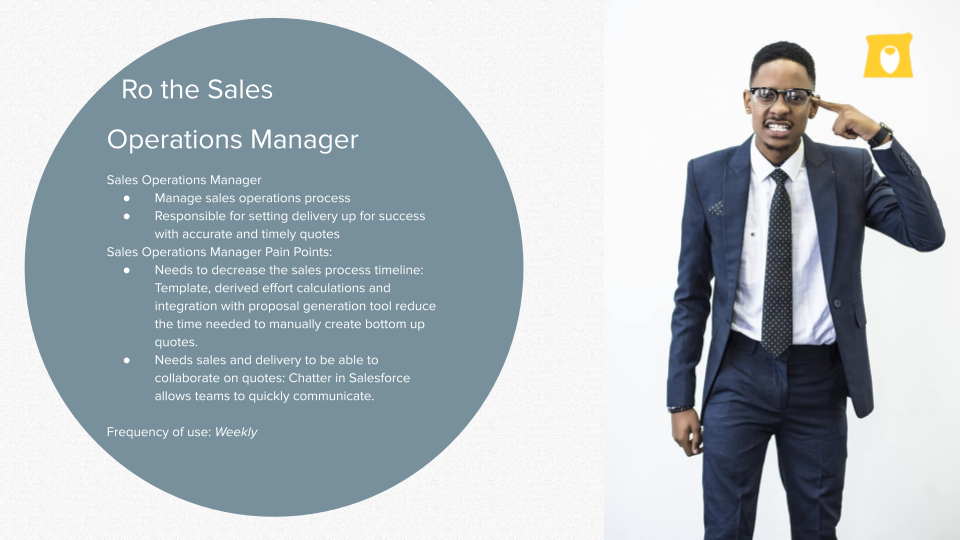 Ro the Sales
Operations Manager
Sales Operations Manager
● Manage sales operations process
● Responsible for setting delivery up for success
with accurate and timely quotes
Sales Operations Manager Pain Points:
● Needs to decrease the sales process timeline:
Template, derived effort calculations and
integration with proposal generation tool reduce
the time needed to manually create bottom up
quotes.
● Needs sales and delivery to be able to
collaborate on quotes: Chatter in Salesforce
allows teams to quickly communicate.
Frequency of use: Weekly